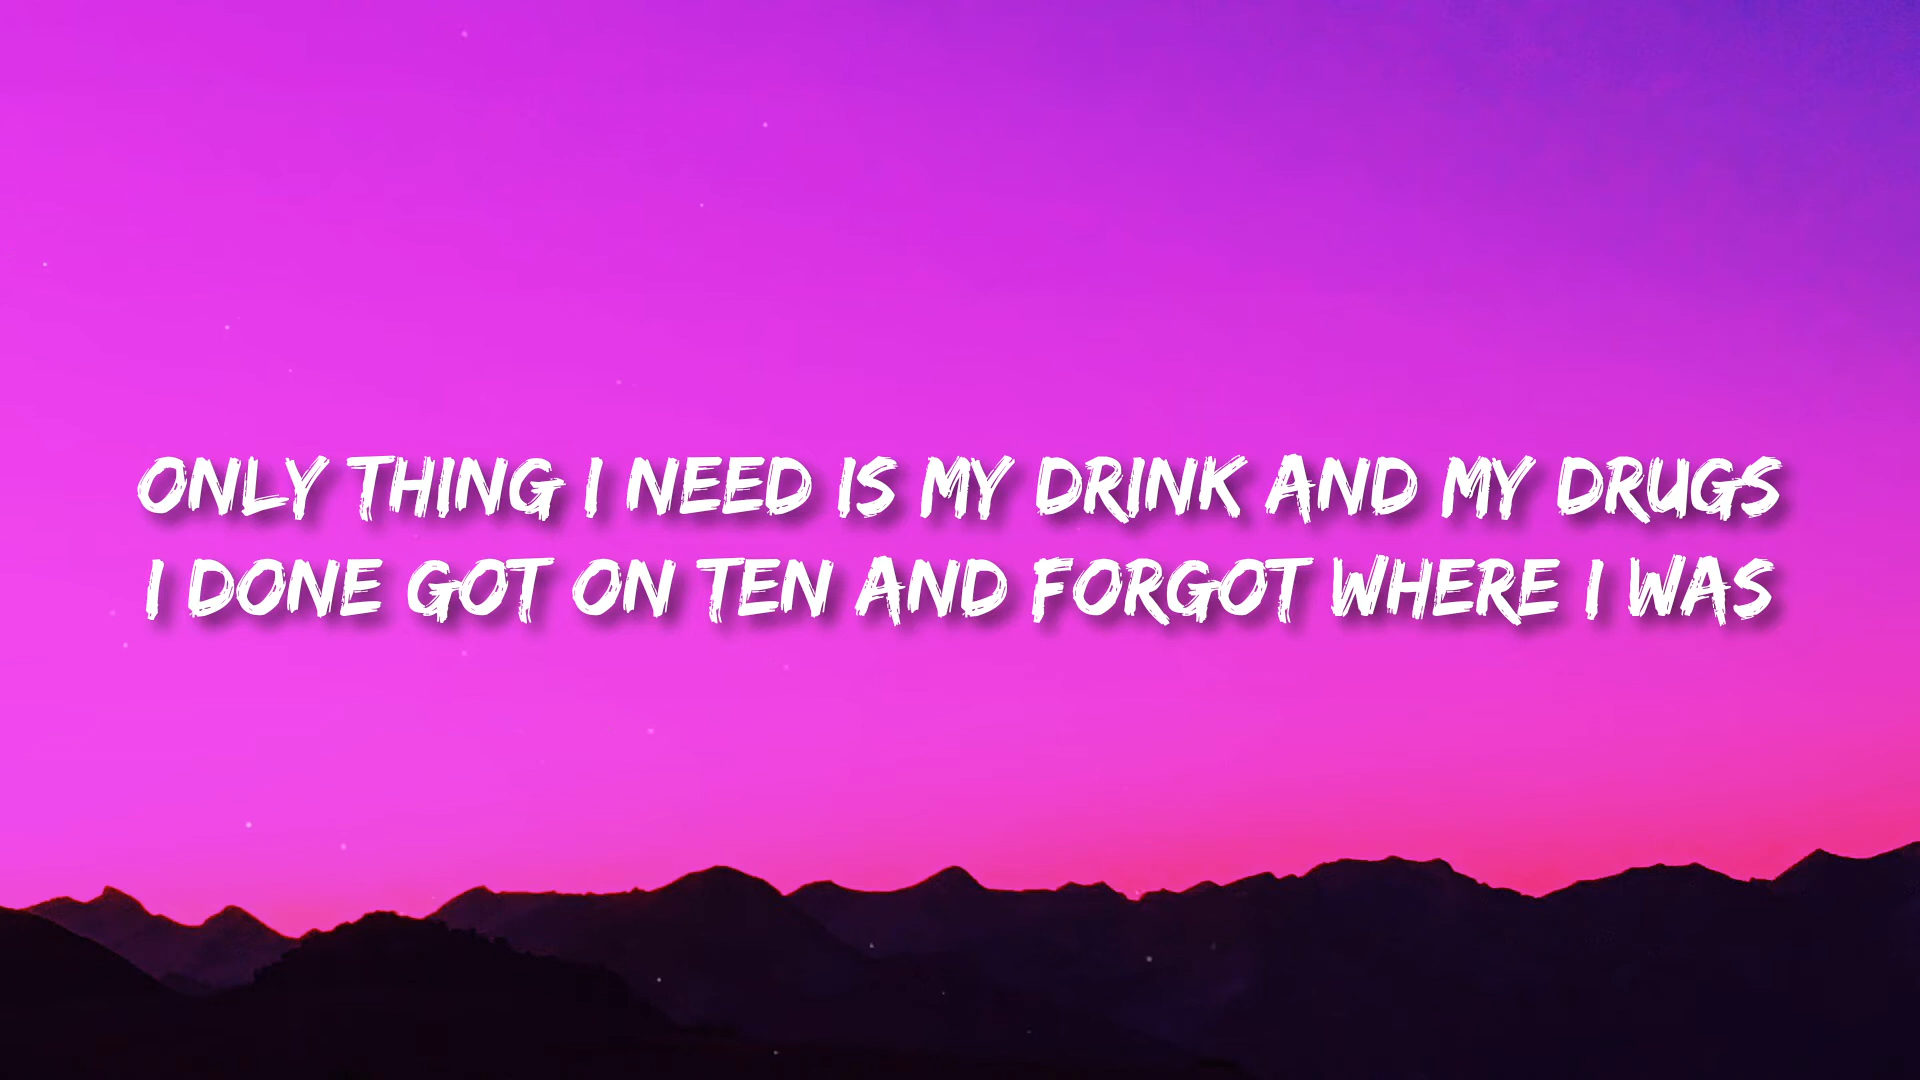 ONLY THING I NEED IS MY DRINK AND MY DRUGS
I DONE GOT ON TEN AND FORGOT WHERE I WAS